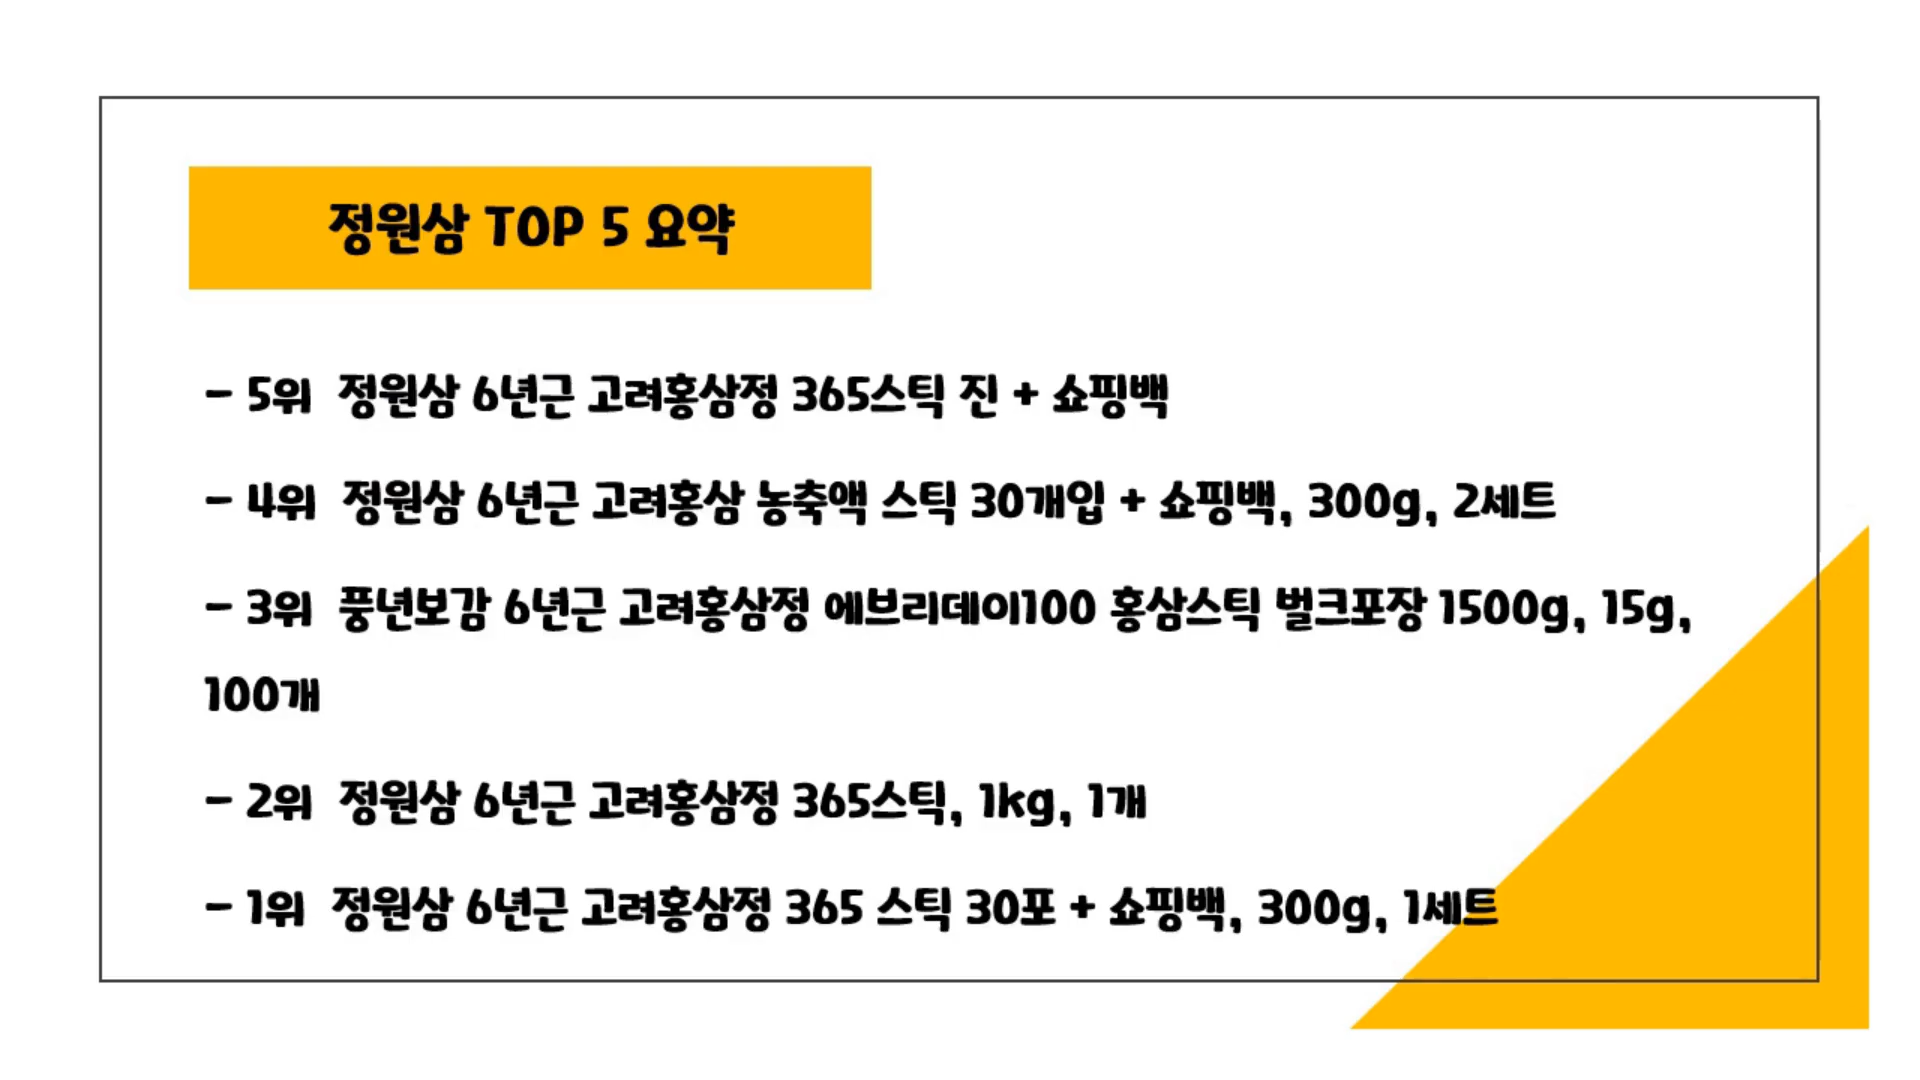 정원삼 TOP 5 요약
- 5위 정원삼 6년근 고려홍삼정 365스틱 진 + 쇼핑백
- 4위 정원삼 6년근 고려홍삼 농축액 스틱 30개입 + 쇼핑백, 300g, 2세트
- 3위 풍년보감 6년근 고려홍삼정 에브리데이100 홍삼스틱 벌크포장 1500g, 15g,
100개
- 2위 정원삼 6년근 고려홍삼정 365스틱, 1kg, 1개
- 1위 정원삼 6년근 고려홍삼정 365 스틱 30포 + 쇼핑백, 300g, 1세트